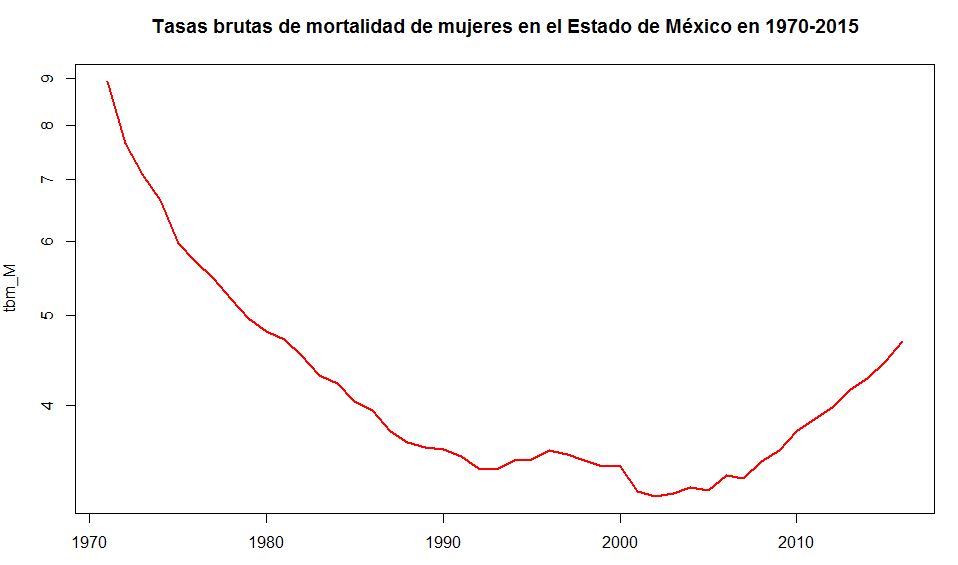 Tasas brutas de mortalidad de mujeres en el Estado de México en 1970-2015
9
8
7
6
5
4
tbm_M
1970 1980 1990 2000 2010